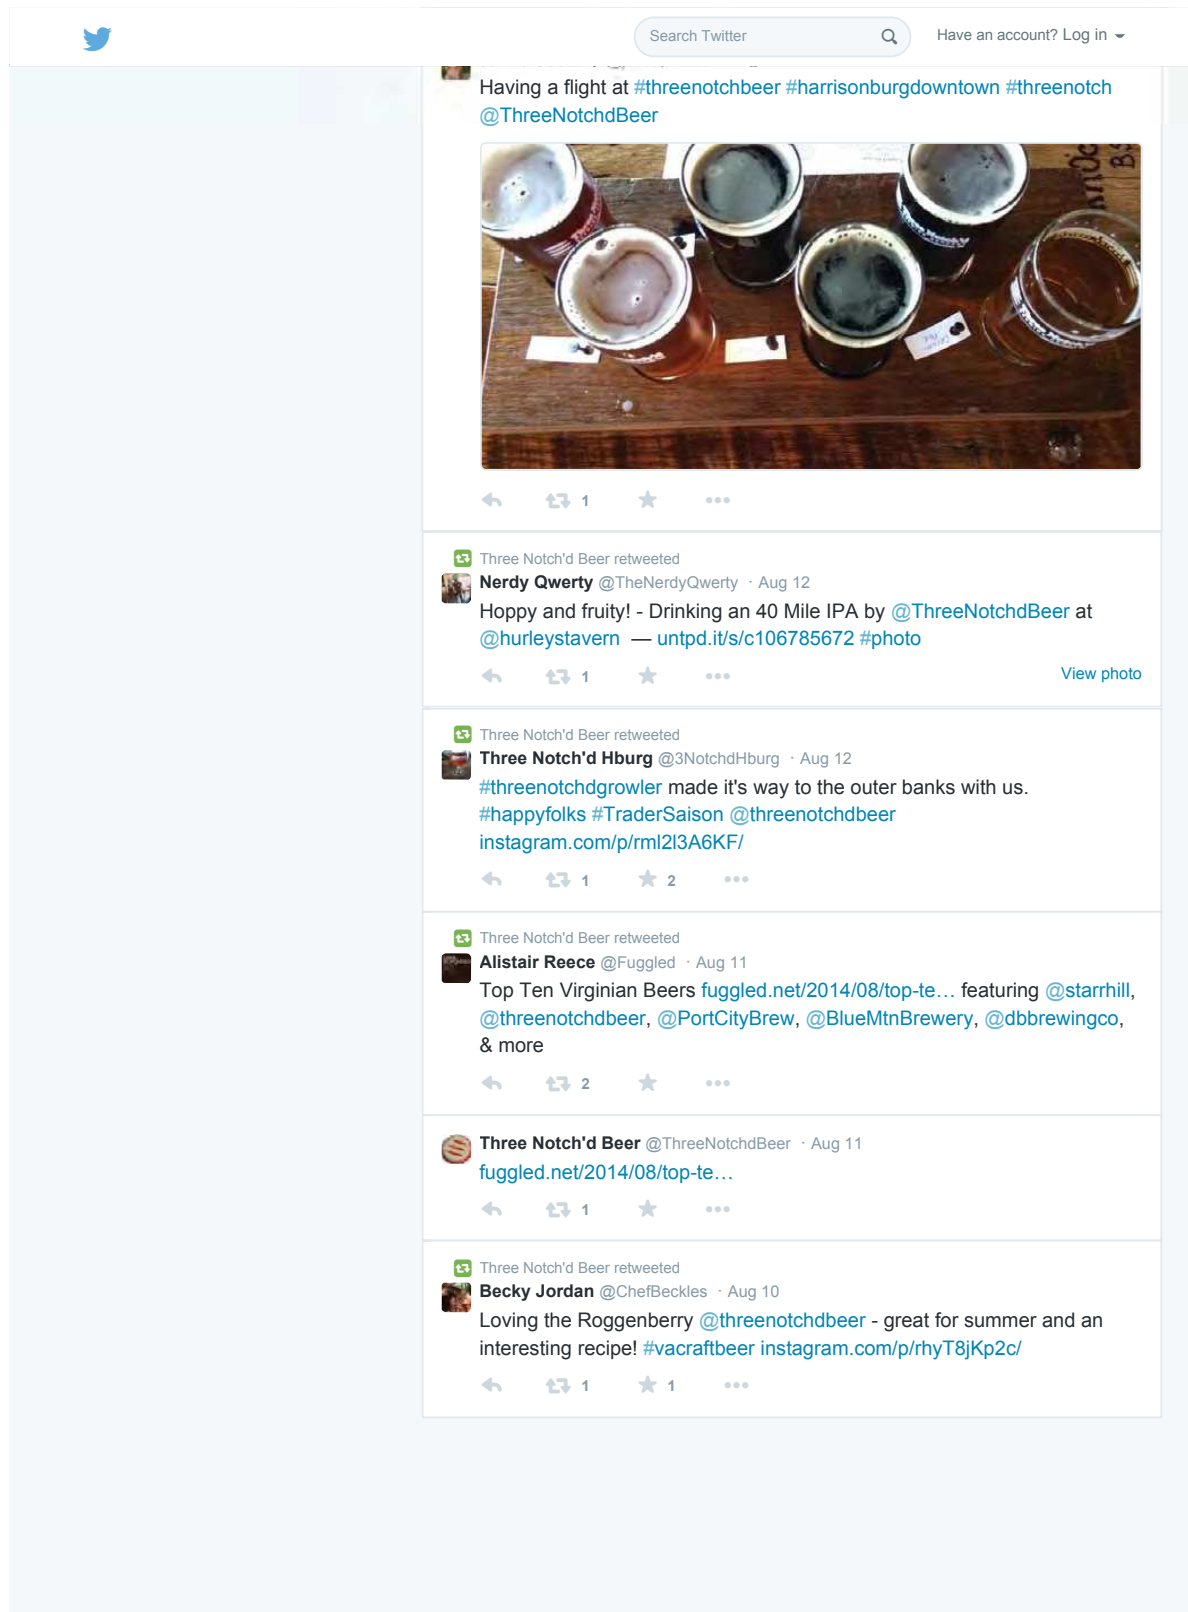 Search Twitter
Have an account? Log in
Having a flight at #threenotchbeer #harrisonburgdowntown #threenotch
@ThreeNotchdBeer
1
Three Notch'd Beer retweeted
Nerdy Qwerty @TheNerdyQwerty · Aug 12
Hoppy and fruity! - Drinking an 40 Mile IPA by @ThreeNotchdBeer at
@hurleystavern — untpd.it/s/c106785672 #photo
1
View photo
Three Notch'd Beer retweeted
Three Notch'd Hburg @3NotchdHburg · Aug 12
#threenotchdgrowler made it's way to the outer banks with us.
#happyfolks #TraderSaison @threenotchdbeer
instagram.com/p/rml2l3A6KF/
1 2
Three Notch'd Beer retweeted
Alistair Reece @Fuggled · Aug 11
Top Ten Virginian Beers fuggled.net/2014/08/top-te… featuring @starrhill,
@threenotchdbeer, @PortCityBrew, @BlueMtnBrewery, @dbbrewingco,
& more
2
Three Notch'd Beer @ThreeNotchdBeer · Aug 11
fuggled.net/2014/08/top-te…
1
Three Notch'd Beer retweeted
Becky Jordan @ChefBeckles · Aug 10
Loving the Roggenberry @threenotchdbeer - great for summer and an
interesting recipe! #vacraftbeer instagram.com/p/rhyT8jKp2c/
1 1